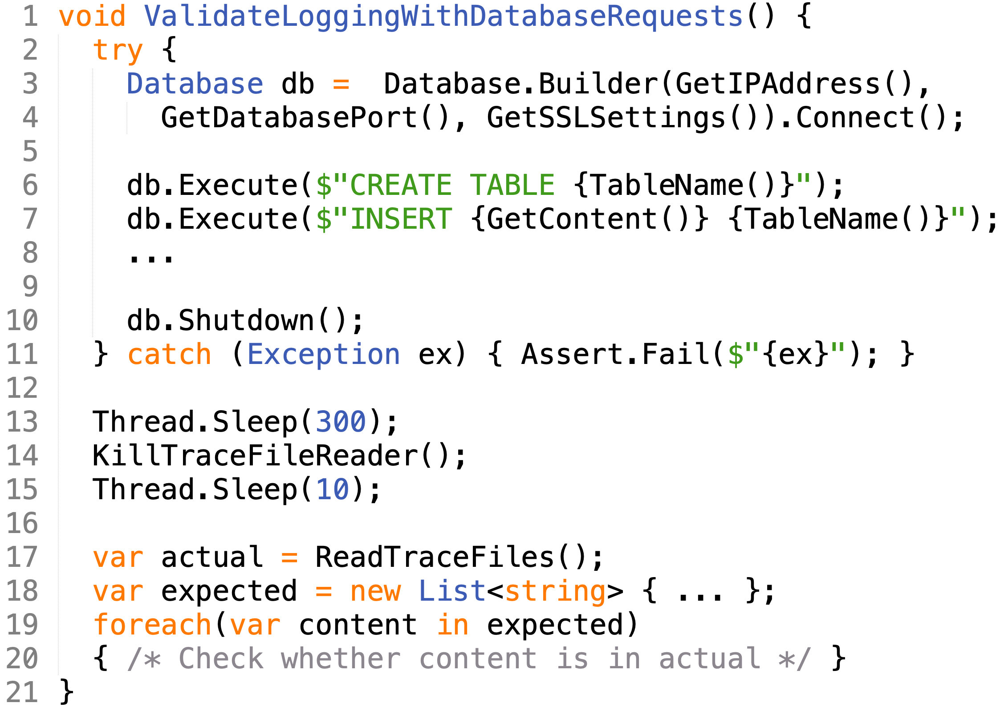 1 void ValidateLoggingWithDatabaseRequests() {
2   try {
3     Database db =  Database.Builder(GetIPAddress(),
4       GetDatabasePort(), GetSSLSettings()).Connect();
5
6     db.Execute($"CREATE TABLE {TableName()}");
7     db.Execute($"INSERT {GetContent()} {TableName()}");
8     ...
9
10     db.Shutdown();
11   } catch (Exception ex) { Assert.Fail($"{ex}"); }
12
13   Thread.Sleep(300);
14   KillTraceFileReader();
15   Thread.Sleep(10);
16
17   var actual = ReadTraceFiles();
18   var expected = new List<string> { ... };
19   foreach(var content in expected)
20   { /* Check whether content is in actual */ }
21 }